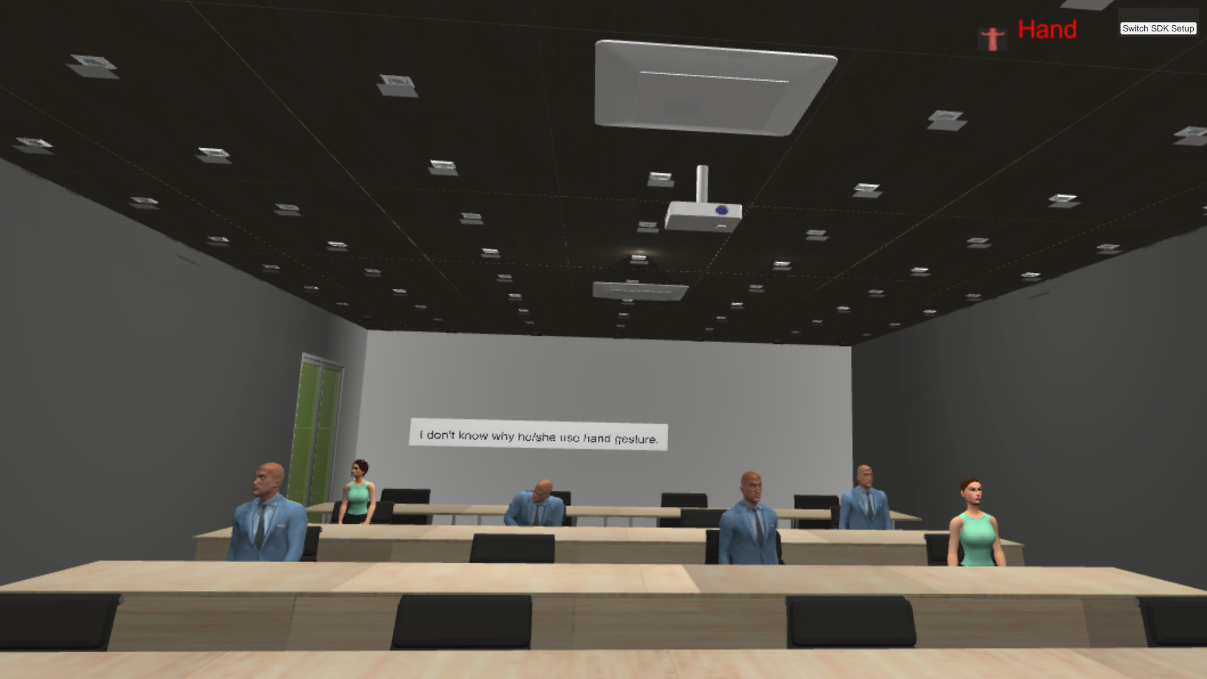 Hand
Switch SDK Setup
I don't know why he/she use hand gesture.